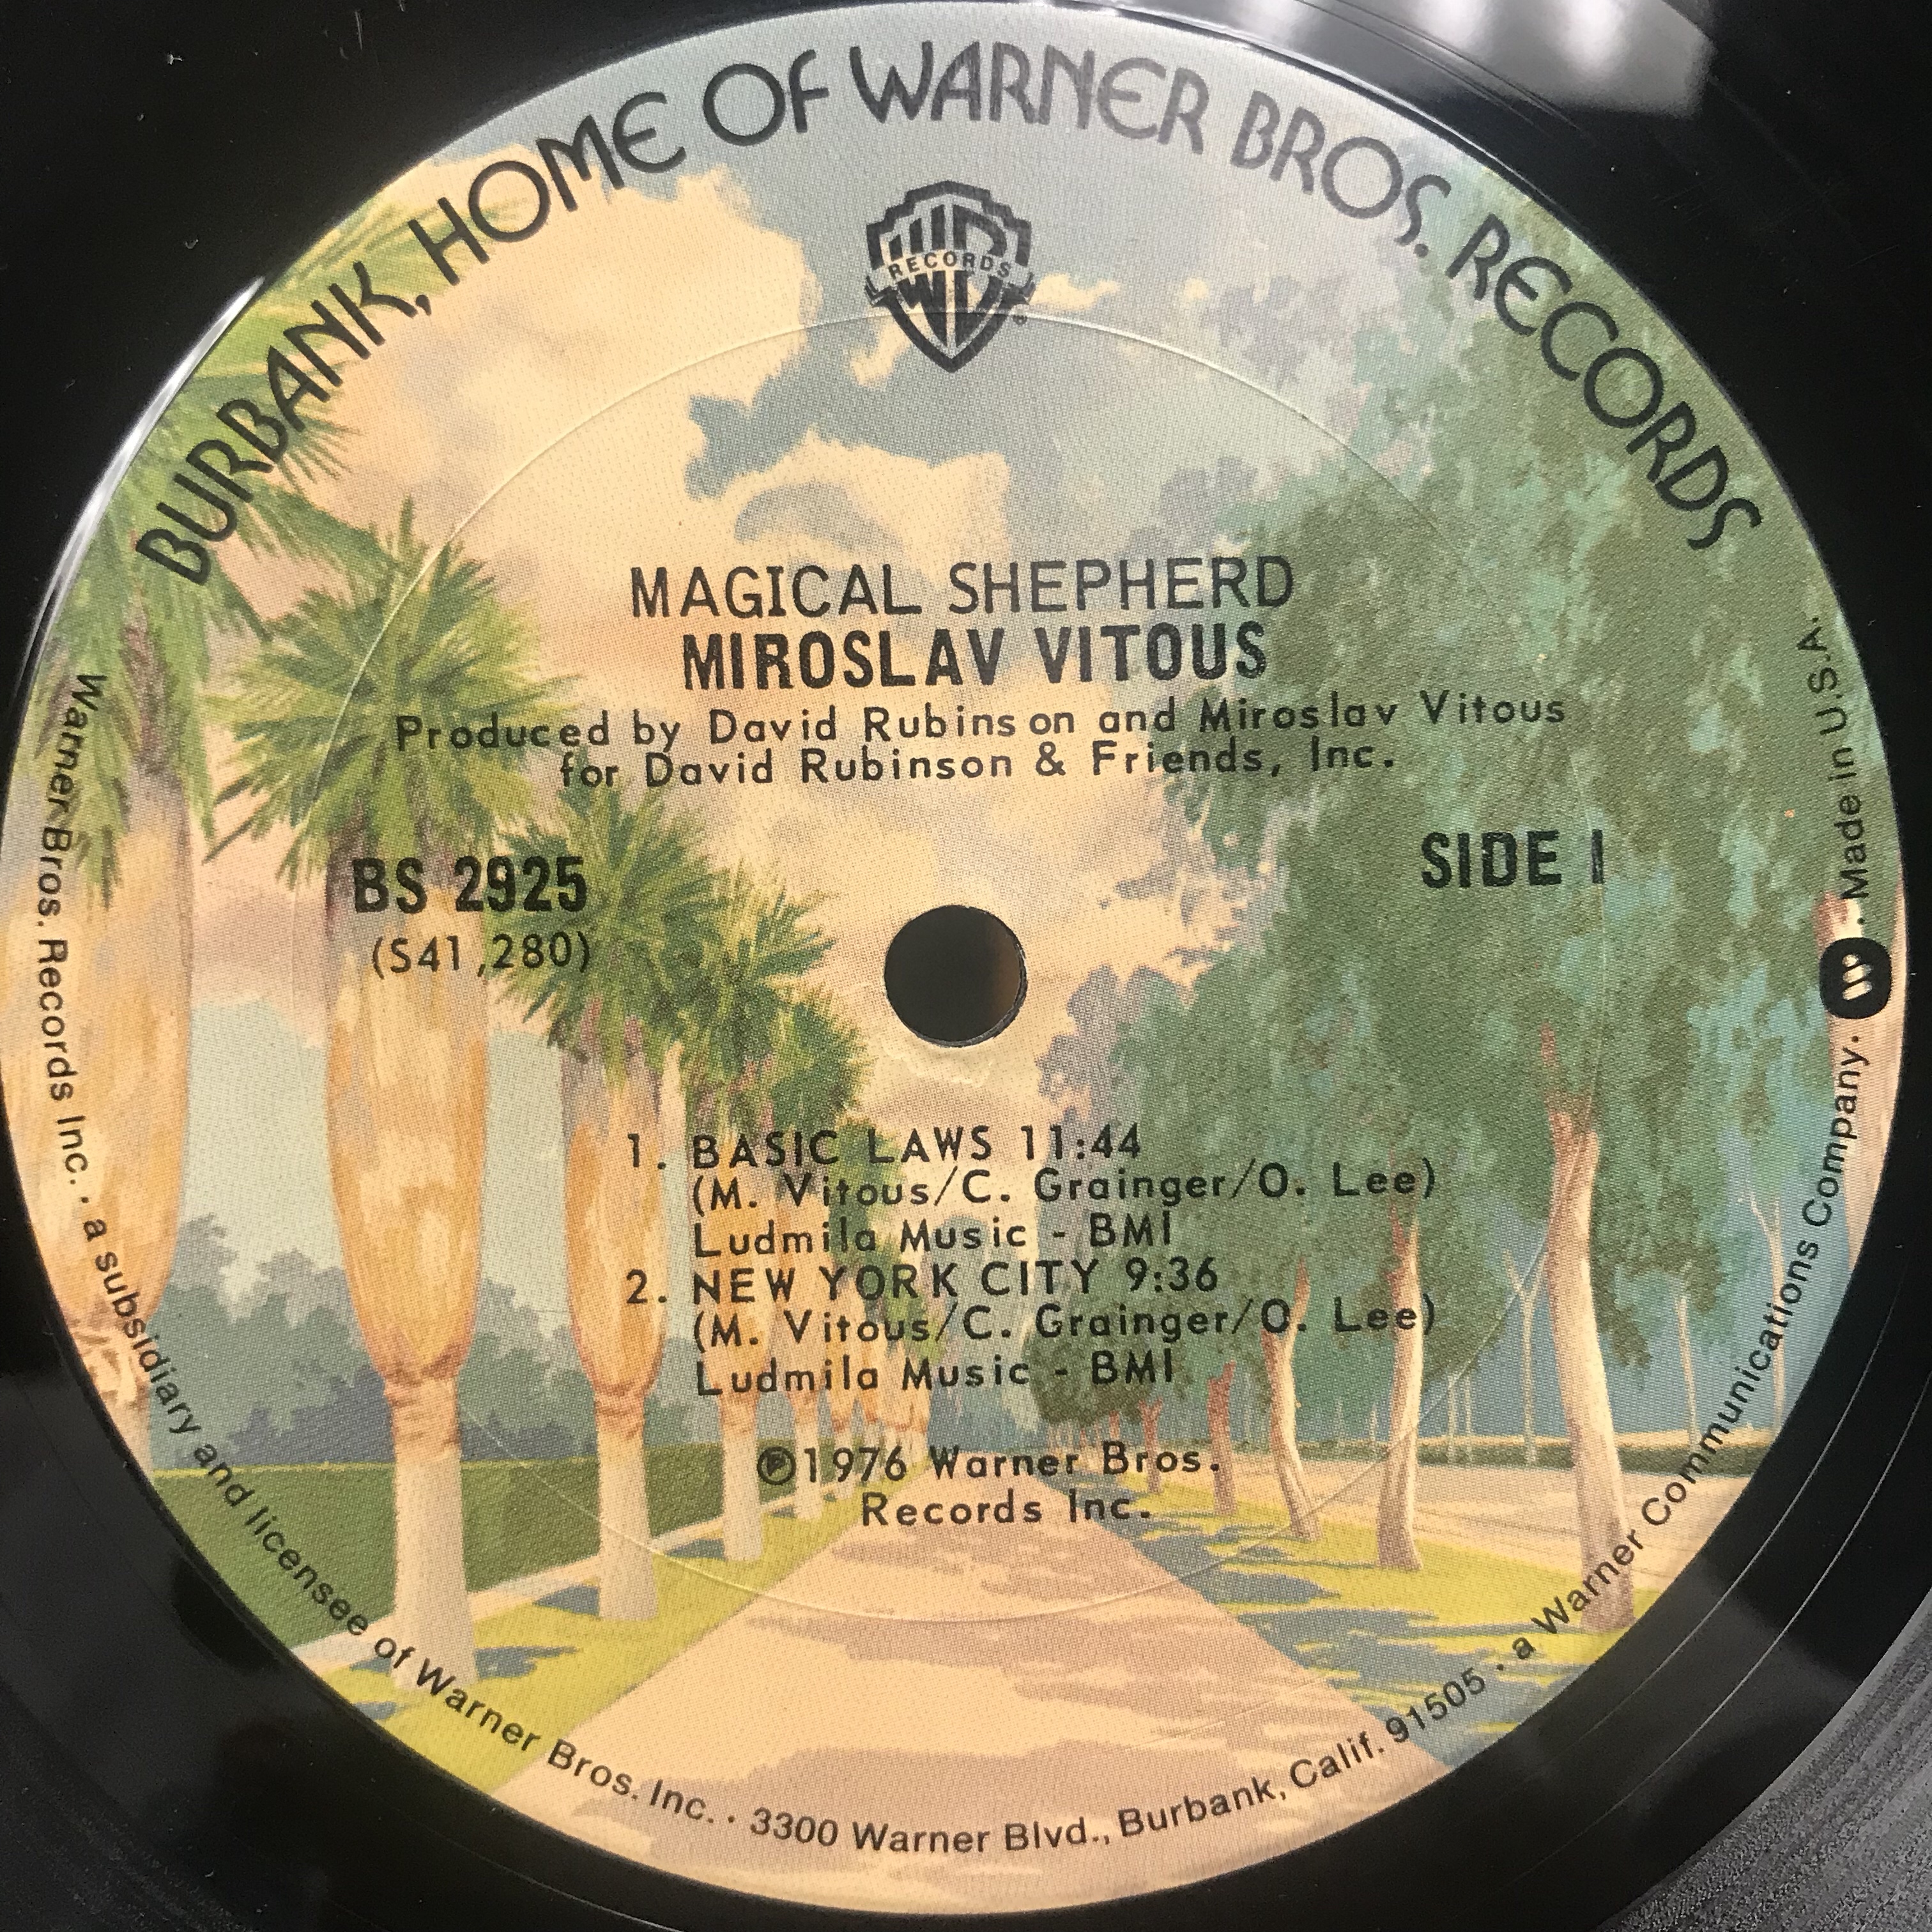 BURBANK, HOME OF WARNER BROS. RECORDS
RECORDS
MAGICAL SHEPHERD
MIROSLAV VITOUS
Produced by David Rubinson and Miroslav Vitous
for David Rubinson & Friends, Inc.
BS 2925
SIDE 1
(S41,280)
1. BASIC LAWS 11:44
(M. Vitous/C. Grainger/O. Lee)
Ludmila Music - BMI
2. NEW YORK CITY 9:36
(M. Vitous/C. Grainger/O. Lee)
Ludmila Music - BMI
℗1976 Warner Bros.
Records Inc.
Warner Bros. Records Inc. · a subsidiary and licensee of Warner Bros. Inc. · 3300 Warner Blvd., Burbank, Calif. 91505 · a Warner Communications Company. · Made in U.S.A.